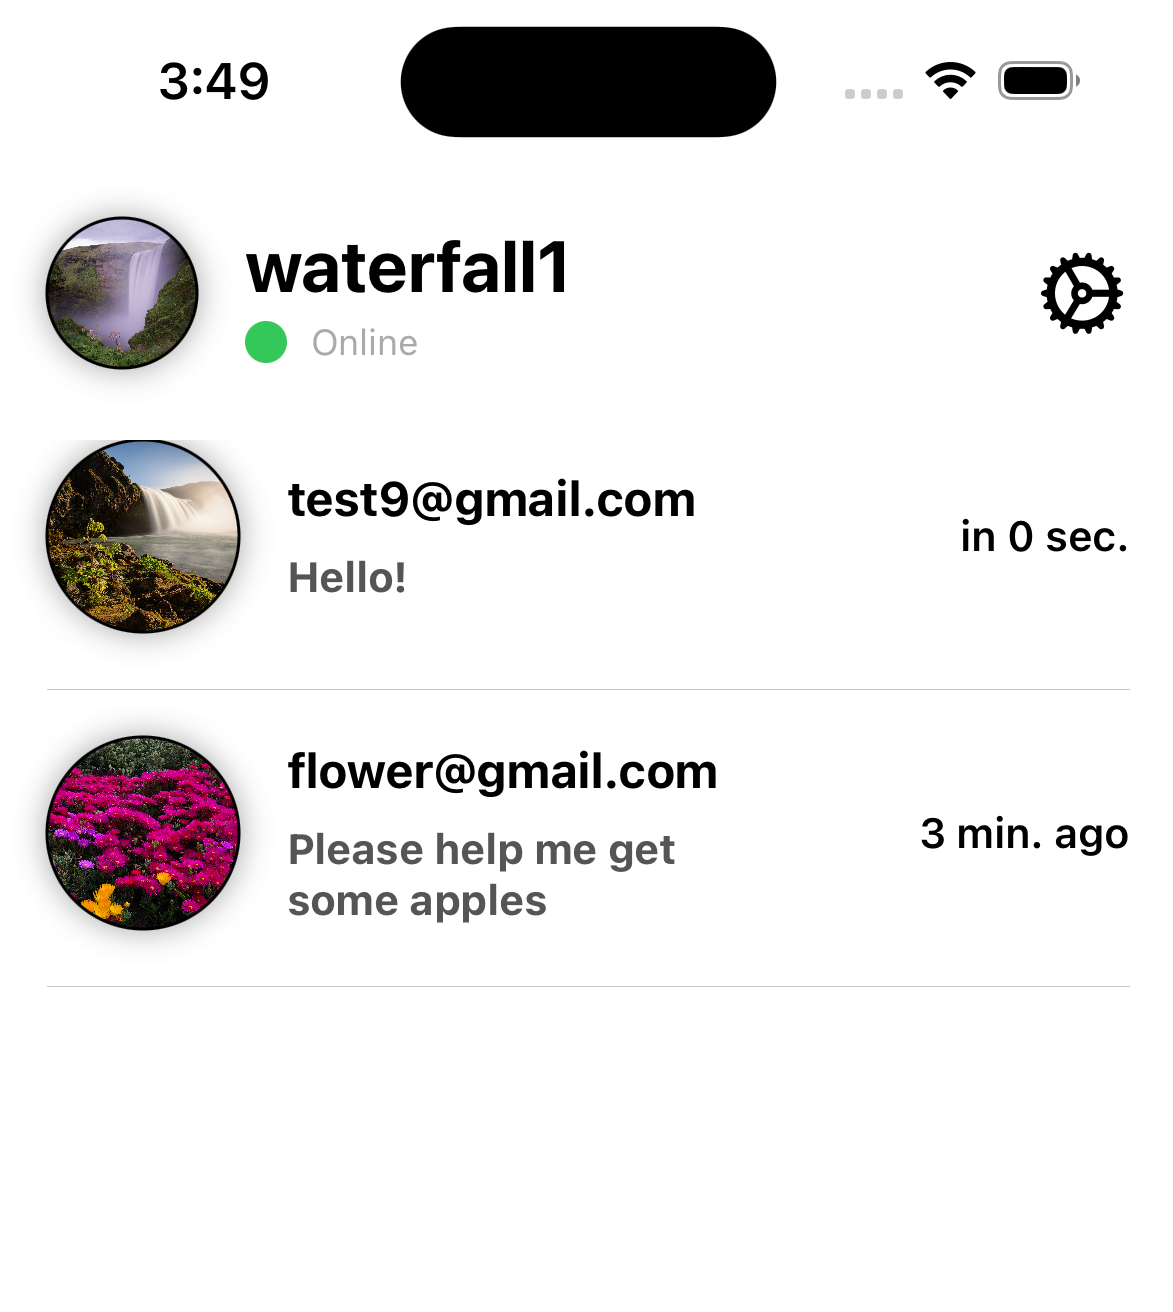 3:49
waterfall1
Online
test9@gmail.com
in 0 sec.
Hello!
flower@gmail.com
3 min. ago
Please help me get
some apples